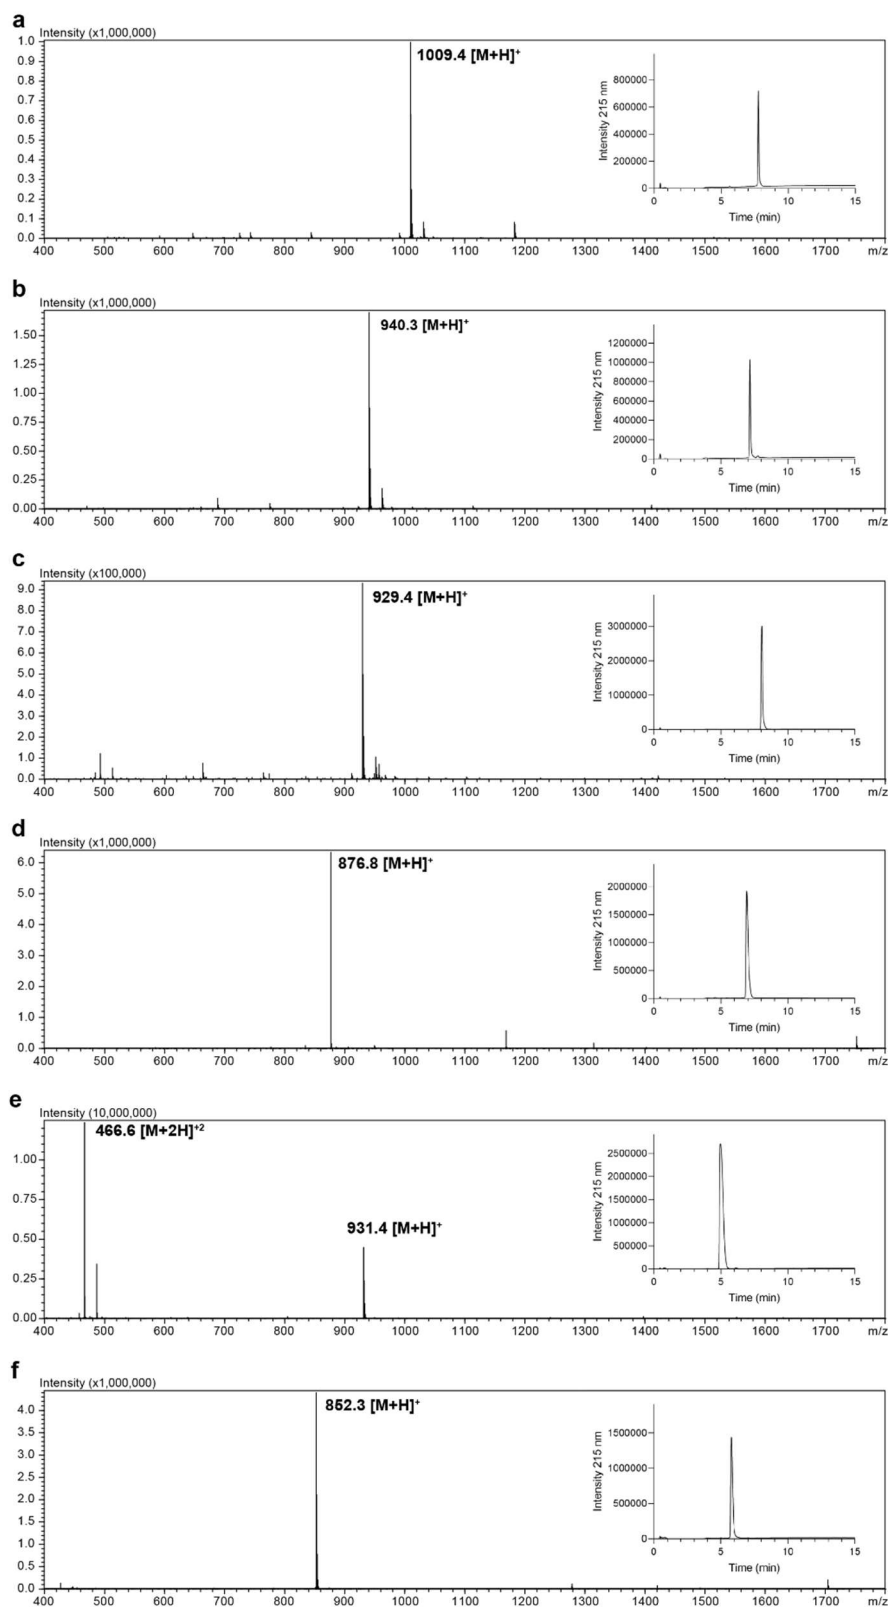 a
Intensity (x1,000,000)
1.0
0.9
0.8
0.7
0.6
0.5
0.4
0.3
0.2
0.1
0.0
400 500 600 700 800 900 1000 1100 1200 1300 1400 1500 1600 1700 m/z
1009.4 [M+H]+
Intensity 215 nm
800000
600000
400000
200000
0
0 5 10 15
Time (min)
b
Intensity (x1,000,000)
1.50
1.25
1.00
0.75
0.50
0.25
0.00
400 500 600 700 800 900 1000 1100 1200 1300 1400 1500 1600 1700 m/z
940.3 [M+H]+
Intensity 215 nm
1200000
1000000
800000
600000
400000
200000
0
0 5 10 15
Time (min)
c
Intensity (x100,000)
9.0
8.0
7.0
6.0
5.0
4.0
3.0
2.0
1.0
0.0
400 500 600 700 800 900 1000 1100 1200 1300 1400 1500 1600 1700 m/z
929.4 [M+H]+
Intensity 215 nm
3000000
2000000
1000000
0
0 5 10 15
Time (min)
d
Intensity (x1,000,000)
6.0
5.0
4.0
3.0
2.0
1.0
0.0
400 500 600 700 800 900 1000 1100 1200 1300 1400 1500 1600 1700 m/z
876.8 [M+H]+
Intensity 215 nm
2000000
1500000
1000000
500000
0
0 5 10 15
Time (min)
e
Intensity (10,000,000)
1.00
0.75
0.50
0.25
0.00
400 500 600 700 800 900 1000 1100 1200 1300 1400 1500 1600 1700 m/z
466.6 [M+2H]+2
931.4 [M+H]+
Intensity 215 nm
2500000
2000000
1500000
1000000
500000
0
0 5 10 15
Time (min)
f
Intensity (x1,000,000)
4.0
3.5
3.0
2.5
2.0
1.5
1.0
0.5
0.0
400 500 600 700 800 900 1000 1100 1200 1300 1400 1500 1600 1700 m/z
852.3 [M+H]+
Intensity 215 nm
1500000
1000000
500000
0
0 5 10 15
Time (min)